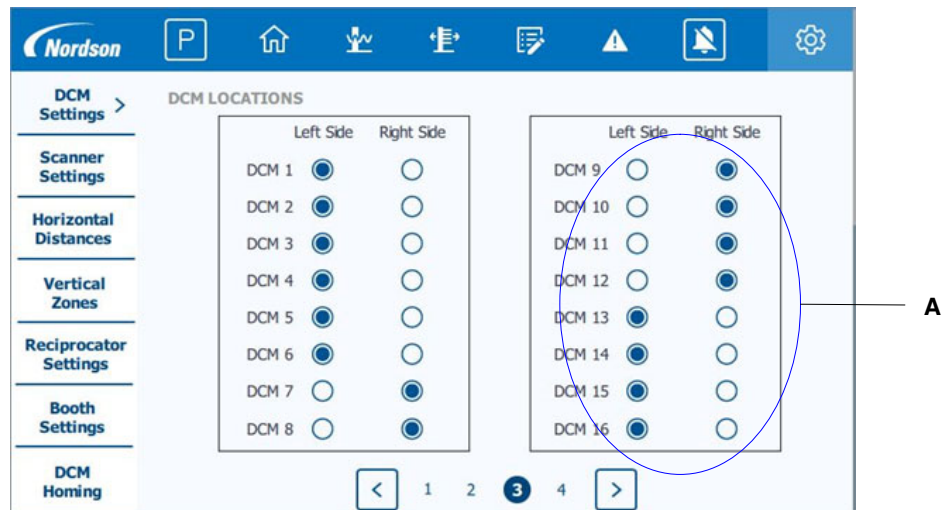 Nordson
P
DCM
Settings >
Scanner
Settings
Horizontal
Distances
Vertical
Zones
Reciprocator
Settings
Booth
Settings
DCM
Homing
DCM LOCATIONS
Left Side Right Side
DCM 1
DCM 2
DCM 3
DCM 4
DCM 5
DCM 6
DCM 7
DCM 8
Left Side Right Side
DCM 9
DCM 10
DCM 11
DCM 12
DCM 13
DCM 14
DCM 15
DCM 16
< 1 2 3 4 >
A